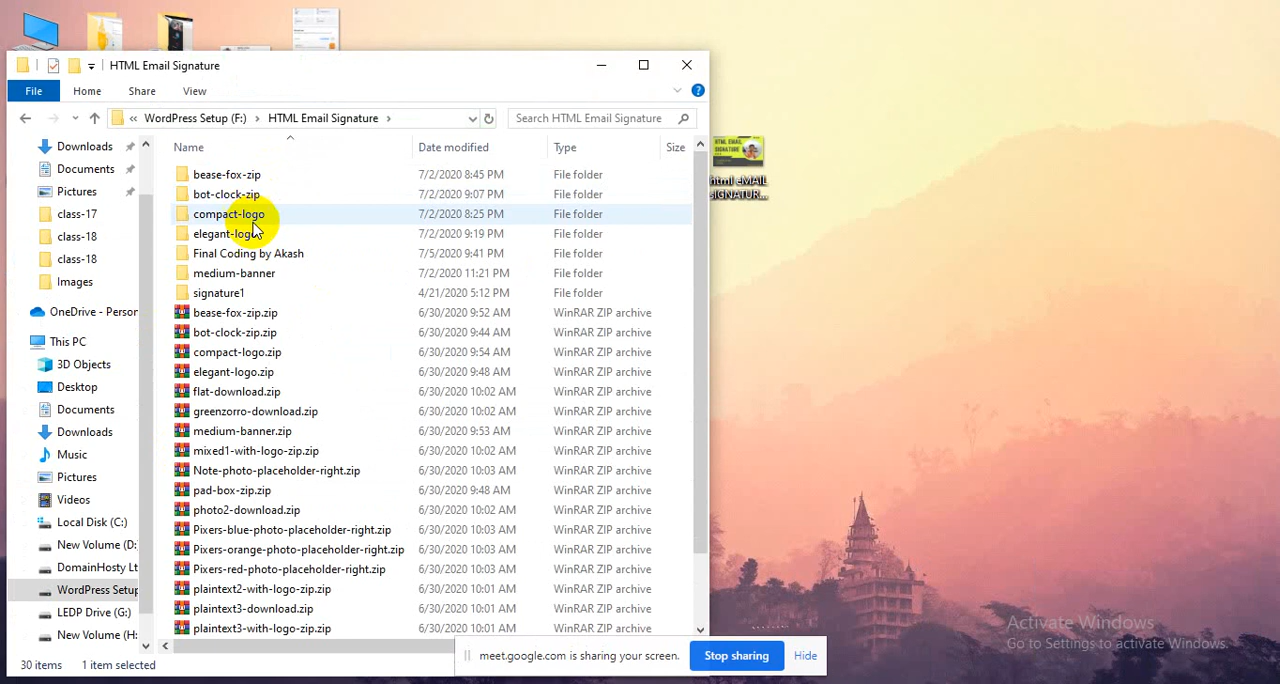 HTML Email Signature
File Home Share View
« WordPress Setup (F:) › HTML Email Signature ›
Search HTML Email Signature
Name Date modified Type Size
bease-fox-zip 7/2/2020 8:45 PM File folder
bot-clock-zip 7/2/2020 9:07 PM File folder
compact-logo 7/2/2020 8:25 PM File folder
elegant-logo 7/2/2020 9:19 PM File folder
Final Coding by Akash 7/5/2020 9:41 PM File folder
medium-banner 7/2/2020 11:21 PM File folder
signature1 4/21/2020 5:12 PM File folder
bease-fox-zip.zip 6/30/2020 9:52 AM WinRAR ZIP archive
bot-clock-zip.zip 6/30/2020 9:44 AM WinRAR ZIP archive
compact-logo.zip 6/30/2020 9:54 AM WinRAR ZIP archive
elegant-logo.zip 6/30/2020 9:48 AM WinRAR ZIP archive
flat-download.zip 6/30/2020 10:02 AM WinRAR ZIP archive
greenzorro-download.zip 6/30/2020 10:02 AM WinRAR ZIP archive
medium-banner.zip 6/30/2020 9:53 AM WinRAR ZIP archive
mixed1-with-logo-zip.zip 6/30/2020 10:02 AM WinRAR ZIP archive
Note-photo-placeholder-right.zip 6/30/2020 10:03 AM WinRAR ZIP archive
pad-box-zip.zip 6/30/2020 9:48 AM WinRAR ZIP archive
photo2-download.zip 6/30/2020 10:02 AM WinRAR ZIP archive
Pixers-blue-photo-placeholder-right.zip 6/30/2020 10:03 AM WinRAR ZIP archive
Pixers-orange-photo-placeholder-right.zip 6/30/2020 10:03 AM WinRAR ZIP archive
Pixers-red-photo-placeholder-right.zip 6/30/2020 10:03 AM WinRAR ZIP archive
plaintext2-with-logo-zip.zip 6/30/2020 10:01 AM WinRAR ZIP archive
plaintext3-download.zip 6/30/2020 10:01 AM WinRAR ZIP archive
plaintext3-with-logo-zip.zip 6/30/2020 10:01 AM WinRAR ZIP archive
Downloads
Documents
Pictures
class-17
class-18
class-18
Images
OneDrive - Person
This PC
3D Objects
Desktop
Documents
Downloads
Music
Pictures
Videos
Local Disk (C:)
New Volume (D:
DomainHosty Lt
WordPress Setup
LEDP Drive (G:)
New Volume (H:
30 items 1 item selected
meet.google.com is sharing your screen. Stop sharing Hide
HTML EMAIL
SIGNATURE
html eMAIL
sIGNATUR...
Activate Windows
Go to Settings to activate Windows.